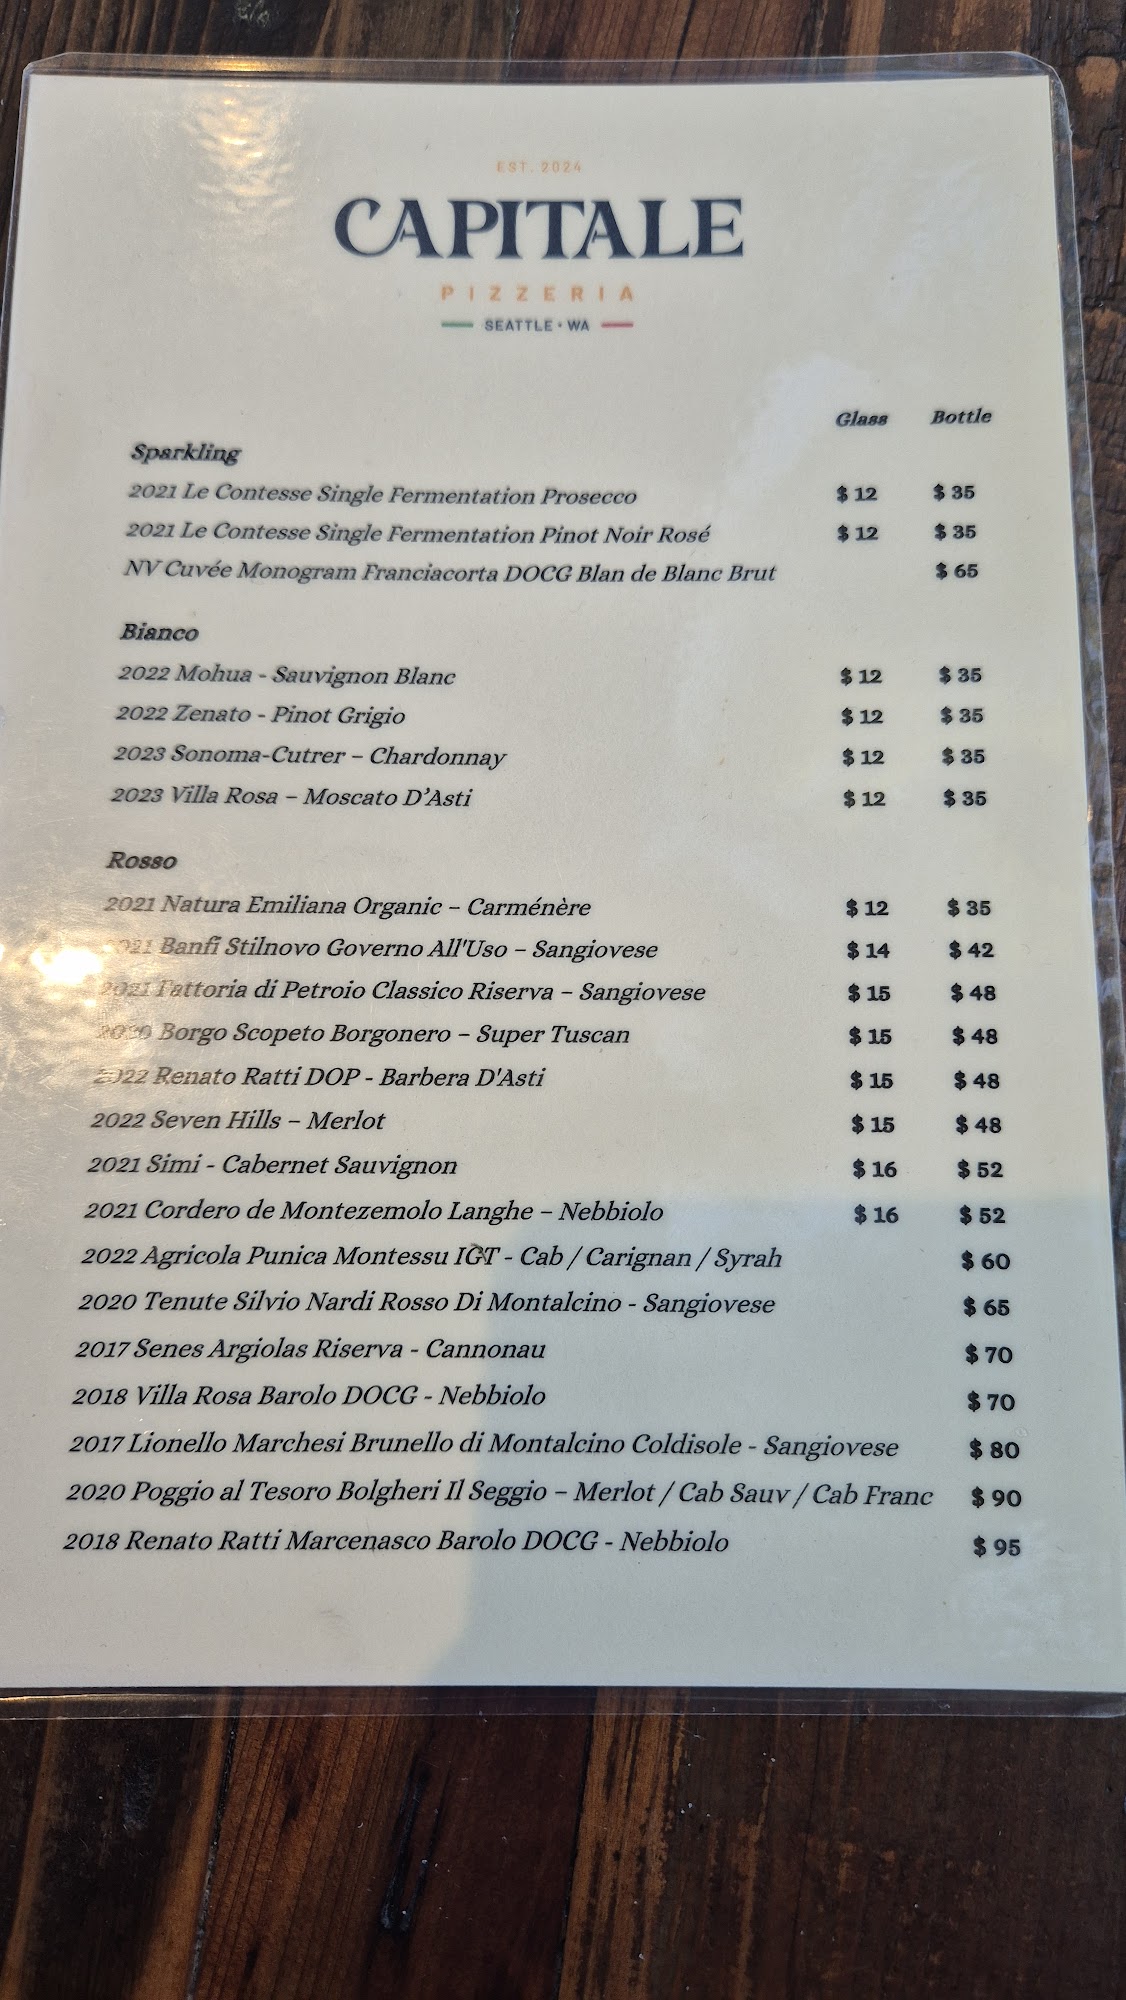 EST. 2024
CAPITALE
PIZZERIA
SEATTLE • WA
Glass Bottle
Sparkling
2021 Le Contesse Single Fermentation Prosecco $ 12 $ 35
2021 Le Contesse Single Fermentation Pinot Noir Rosé $ 12 $ 35
NV Cuvée Monogram Franciacorta DOCG Blan de Blanc Brut $ 65
Bianco
2022 Mohua - Sauvignon Blanc $ 12 $ 35
2022 Zenato - Pinot Grigio $ 12 $ 35
2023 Sonoma-Cutrer – Chardonnay $ 12 $ 35
2023 Villa Rosa – Moscato D’Asti $ 12 $ 35
Rosso
2021 Natura Emiliana Organic – Carménère $ 12 $ 35
2021 Banfi Stilnovo Governo All'Uso – Sangiovese $ 14 $ 42
2021 Fattoria di Petroio Classico Riserva – Sangiovese $ 15 $ 48
2020 Borgo Scopeto Borgonero – Super Tuscan $ 15 $ 48
2022 Renato Ratti DOP - Barbera D'Asti $ 15 $ 48
2022 Seven Hills – Merlot $ 15 $ 48
2021 Simi - Cabernet Sauvignon $ 16 $ 52
2021 Cordero de Montezemolo Langhe – Nebbiolo $ 16 $ 52
2022 Agricola Punica Montessu IGT - Cab / Carignan / Syrah $ 60
2020 Tenute Silvio Nardi Rosso Di Montalcino - Sangiovese $ 65
2017 Senes Argiolas Riserva - Cannonau $ 70
2018 Villa Rosa Barolo DOCG - Nebbiolo $ 70
2017 Lionello Marchesi Brunello di Montalcino Coldisole - Sangiovese $ 80
2020 Poggio al Tesoro Bolgheri Il Seggio – Merlot / Cab Sauv / Cab Franc $ 90
2018 Renato Ratti Marcenasco Barolo DOCG - Nebbiolo $ 95